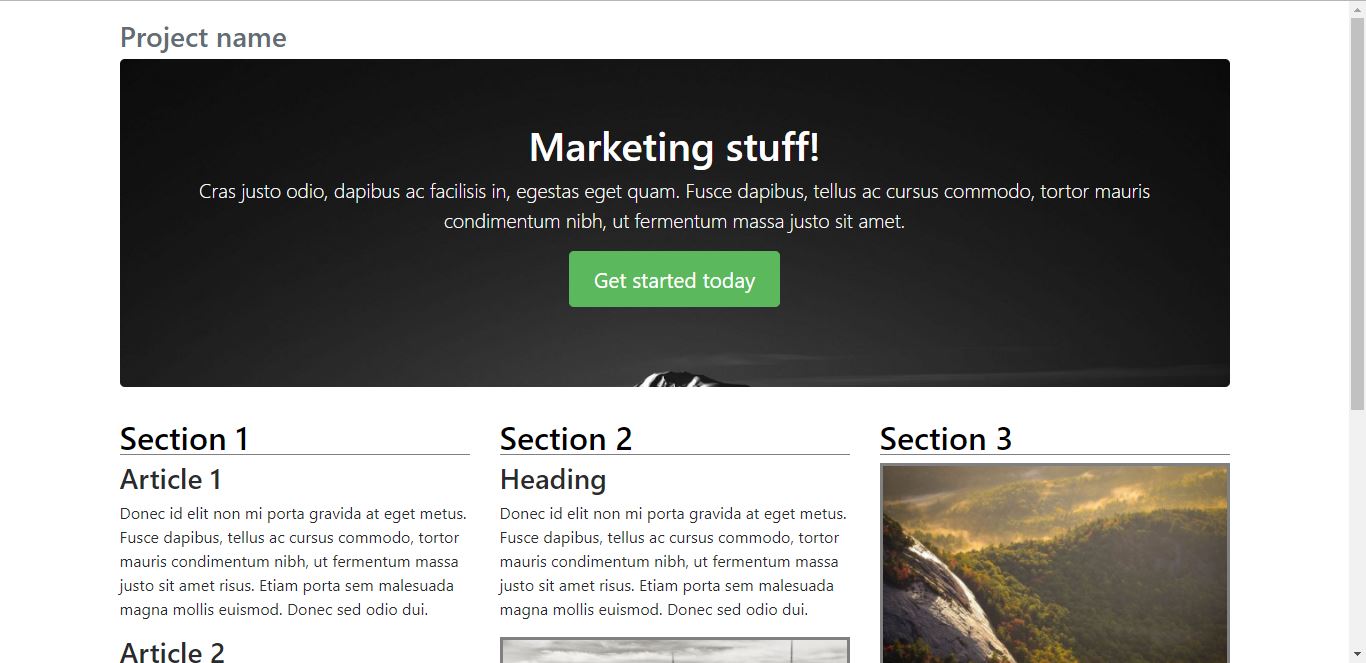 Project name
Marketing stuff!
Cras justo odio, dapibus ac facilisis in, egestas eget quam. Fusce dapibus, tellus ac cursus commodo, tortor mauris
condimentum nibh, ut fermentum massa justo sit amet.
Get started today
Section 1
Article 1
Donec id elit non mi porta gravida at eget metus.
Fusce dapibus, tellus ac cursus commodo, tortor
mauris condimentum nibh, ut fermentum massa
justo sit amet risus. Etiam porta sem malesuada
magna mollis euismod. Donec sed odio dui.
Article 2
Section 2
Heading
Donec id elit non mi porta gravida at eget metus.
Fusce dapibus, tellus ac cursus commodo, tortor
mauris condimentum nibh, ut fermentum massa
justo sit amet risus. Etiam porta sem malesuada
magna mollis euismod. Donec sed odio dui.
Section 3